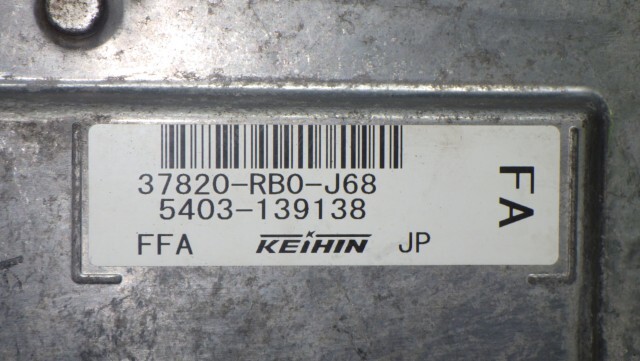 37820-RB0-J68
5403-139138
FFA KEIHIN JP
FA